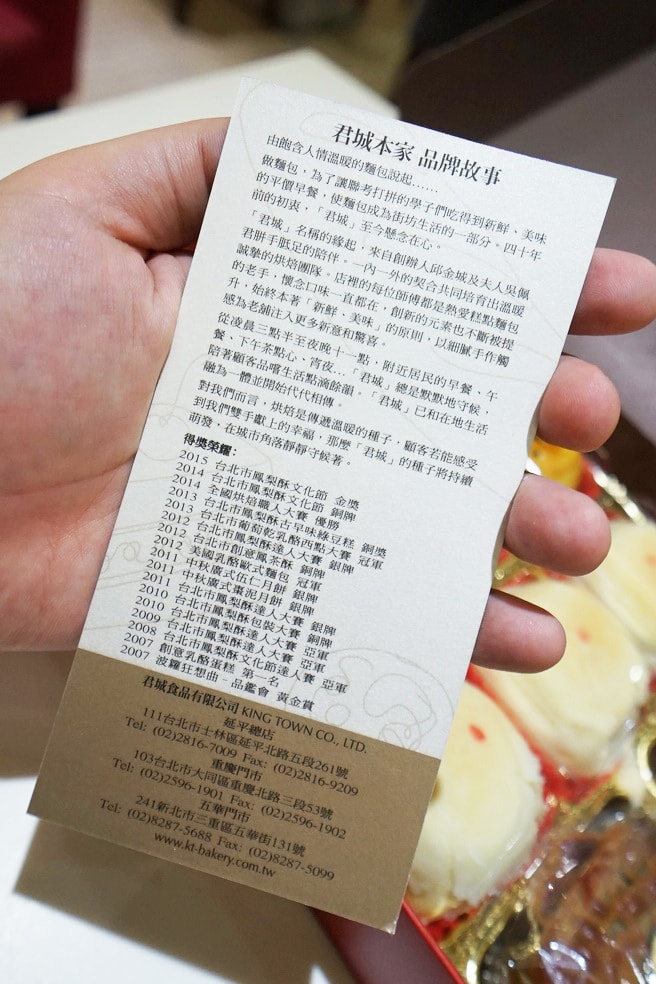 君城本家 品牌故事
由飽含人情溫暖的麵包說起......
做麵包，為了讓聯考打拼的學子們吃得到新鮮、美味
的平價早餐，使麵包成為街坊生活的一部分。四十年
前的初衷，「君城」至今懸念在心。
「君城」名稱的緣起，來自創辦人邱金城及夫人吳佩
君胼手胝足的陪伴。一內一外的契合共同培育出溫暖
誠摯的烘焙團隊。店裡的每位師傅都是熱愛糕點麵包
的老手，懷念口味一直都在，創新的元素也不斷被提
升，始終本著「新鮮、美味」的原則，以細膩手作觸
感為老舖注入更多新意和驚喜。
從凌晨三點半至夜晚十一點，附近居民的早餐、午
餐、下午茶點心、宵夜...「君城」總是默默地守候，
陪著顧客品嚐生活點滴餘韻。「君城」已和在地生活
融為一體並開始代代相傳。
對我們而言，烘焙是傳遞溫暖的種子，顧客若能感受
到我們雙手獻上的幸福，那麼「君城」的種子將持續
萌發，在城市角落靜靜守候著。
得獎榮耀：
2015 台北市鳳梨酥文化節 金獎
2014 台北市鳳梨酥文化節 銅牌
2014 全國烘焙職人大賽 優勝
2013 台北市鳳梨酥古早味綠豆糕 銅獎
2013 台北市葡萄乾乳酪西點大賽 冠軍
2012 台北市鳳梨酥達人大賽 銀牌
2012 台北市創意鳳茶酥 銅牌
2012 美國乳酪歐式麵包 冠軍
2011 中秋廣式伍仁月餅 銀牌
2011 中秋廣式棗泥月餅 銀牌
2011 台北市鳳梨酥達人大賽 銀牌
2010 台北市鳳梨酥包裝大賽 銅牌
2010 台北市鳳梨酥達人大賽 亞軍
2009 台北市鳳梨酥文化節達人賽 亞軍
2008 創意乳酪蛋糕 第一名
2007 波蘿狂想曲－品鑑會 黃金賞
2007
君城食品有限公司 KING TOWN CO., LTD.
延平總店
111台北市士林區延平北路五段261號
Tel: (02)2816-7009 Fax: (02)2816-9209
重慶門市
103台北市大同區重慶北路三段53號
Tel: (02)2596-1901 Fax: (02)2596-1902
五華門市
241新北市三重區五華街131號
Tel: (02)8287-5688 Fax: (02)8287-5099
www.kt-bakery.com.tw